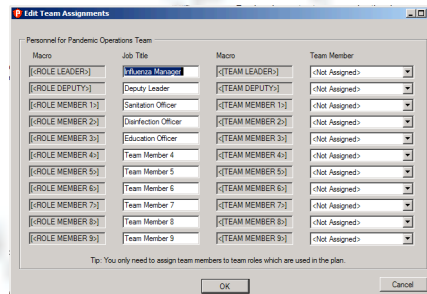 Edit Team Assignments
Personnel for Pandemic Operations Team
Macro Job Title Macro Team Member
[<ROLE LEADER>] Influenza Manager <[TEAM LEADER>] <Not Assigned>
[<ROLE DEPUTY>] Deputy Leader <[TEAM DEPUTY>] <Not Assigned>
[<ROLE MEMBER 1>] Sanitation Officer <[TEAM MEMBER 1>] <Not Assigned>
[<ROLE MEMBER 2>] Disinfection Officer <[TEAM MEMBER 2>] <Not Assigned>
[<ROLE MEMBER 3>] Education Officer <[TEAM MEMBER 3>] <Not Assigned>
[<ROLE MEMBER 4>] Team Member 4 <[TEAM MEMBER 4>] <Not Assigned>
[<ROLE MEMBER 5>] Team Member 5 <[TEAM MEMBER 5>] <Not Assigned>
[<ROLE MEMBER 6>] Team Member 6 <[TEAM MEMBER 6>] <Not Assigned>
[<ROLE MEMBER 7>] Team Member 7 <[TEAM MEMBER 7>] <Not Assigned>
[<ROLE MEMBER 8>] Team Member 8 <[TEAM MEMBER 8>] <Not Assigned>
[<ROLE MEMBER 9>] Team Member 9 <[TEAM MEMBER 9>] <Not Assigned>
Tip: You only need to assign team members to team roles which are used in the plan.
OK Cancel